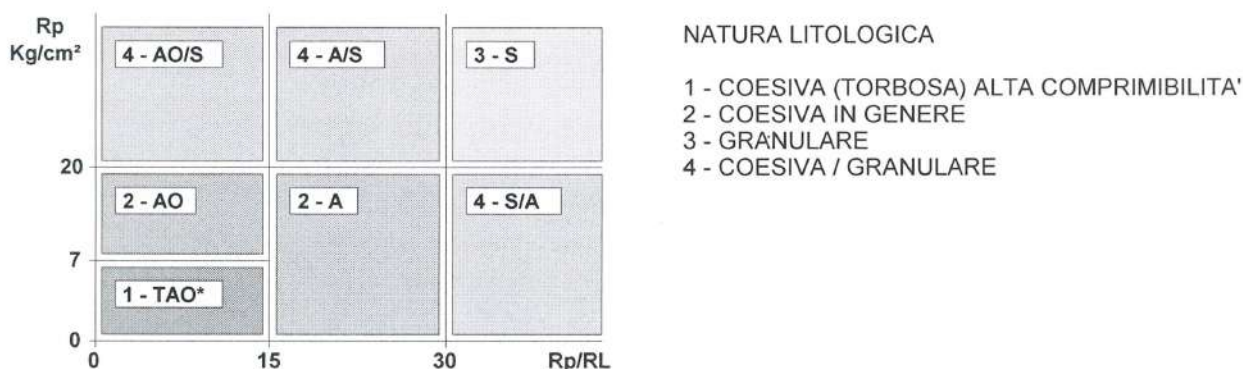 Rp
Kg/cm²
4 - AO/S
4 - A/S
3 - S
20
2 - AO
2 - A
4 - S/A
7
1 - TAO*
0
0
15
30
Rp/RL
NATURA LITOLOGICA
1 - COESIVA (TORBOSA) ALTA COMPRIMIBILITA'
2 - COESIVA IN GENERE
3 - GRANULARE
4 - COESIVA / GRANULARE